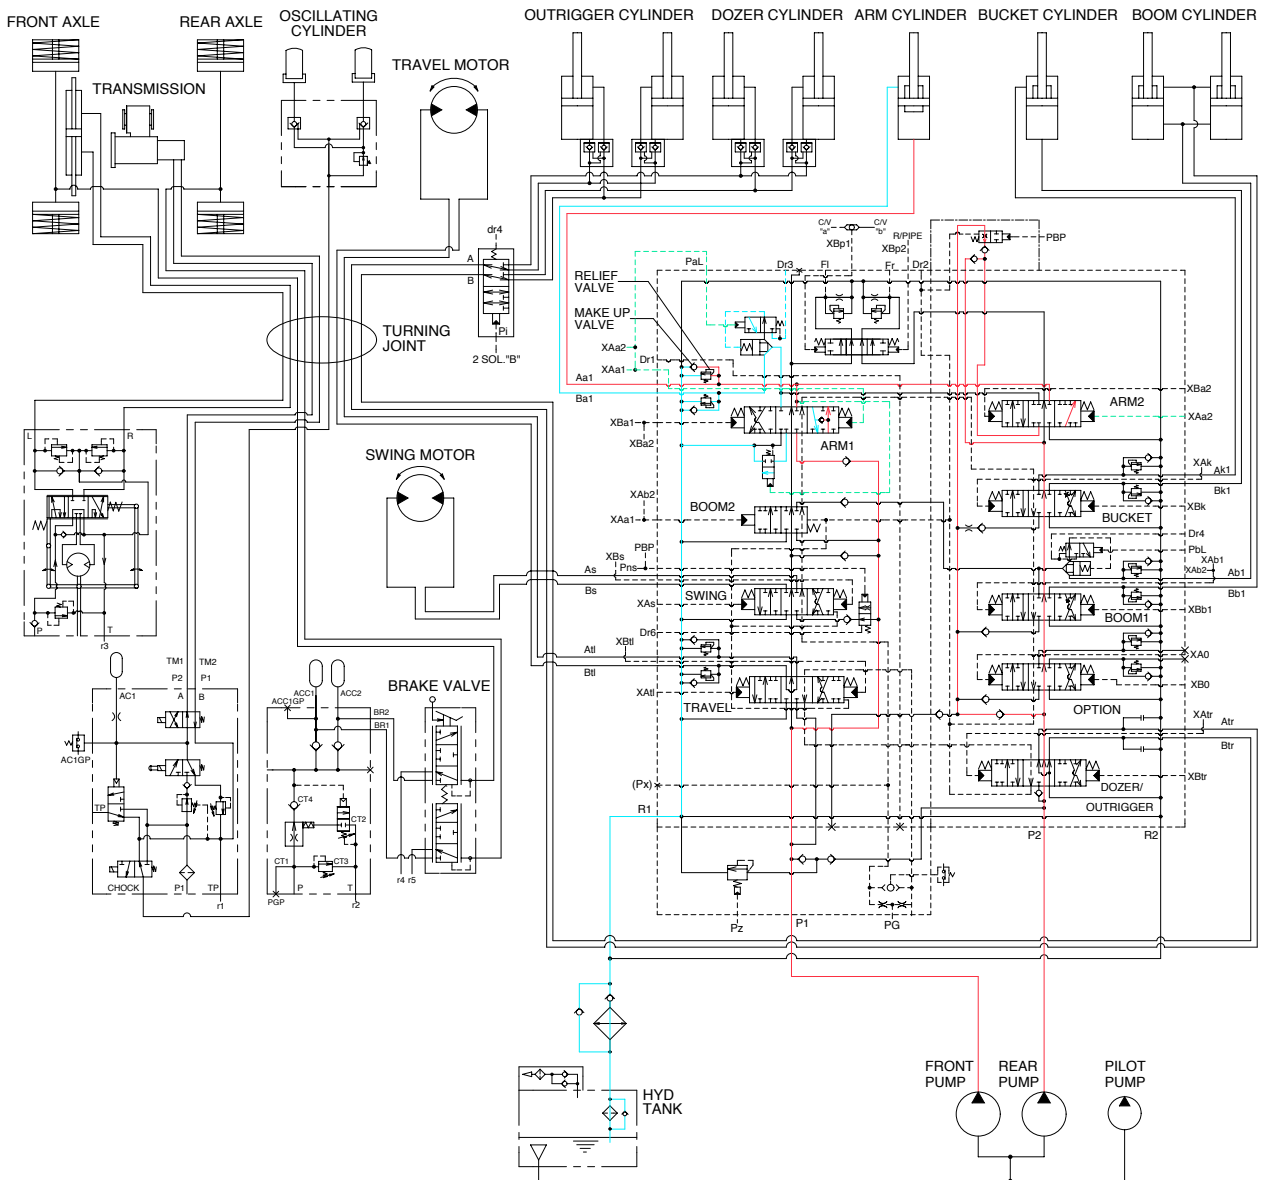 FRONT AXLE
REAR AXLE
OSCILLATING
CYLINDER
OUTRIGGER CYLINDER
DOZER CYLINDER
ARM CYLINDER
BUCKET CYLINDER
BOOM CYLINDER
TRANSMISSION
TRAVEL MOTOR
dr4
A
B
Pi
2 SOL."B"
TURNING
JOINT
C/V
"a"
C/V
"b"
XBp1
R/PIPE
XBp2
PBP
PaL
Dr3
Fl
Fr
Dr2
RELIEF
VALVE
MAKE UP
VALVE
XAa2
Dr1
XAa1
Aa1
Ba1
XBa2
ARM2
XAa2
XBa1
XBa2
ARM1
L
R
SWING MOTOR
XAb2
XAa1
BOOM2
XAk
Ak1
Bk1
XBk
BUCKET
Dr4
PbL
XAb1
XAb2
Ab1
Bb1
PBP
XBs
Pns
As
Bs
SWING
XAs
Dr6
XBb1
BOOM1
P
T
r3
XBtl
Atl
Btl
XA0
XB0
OPTION
XAtl
TRAVEL
TM1
TM2
P2
P1
AC1
A
B
AC1GP
TP
CHOCK
P1
TP
r1
ACC1
ACC2
ACC1GP
BR2
BR1
CT4
CT2
CT1
CT3
P
T
PGP
r2
BRAKE VALVE
r4
r5
XAtr
Atr
Btr
XBtr
DOZER/
OUTRIGGER
(Px)
R1
P2
R2
Pz
P1
PG
HYD
TANK
FRONT
PUMP
REAR
PUMP
PILOT
PUMP